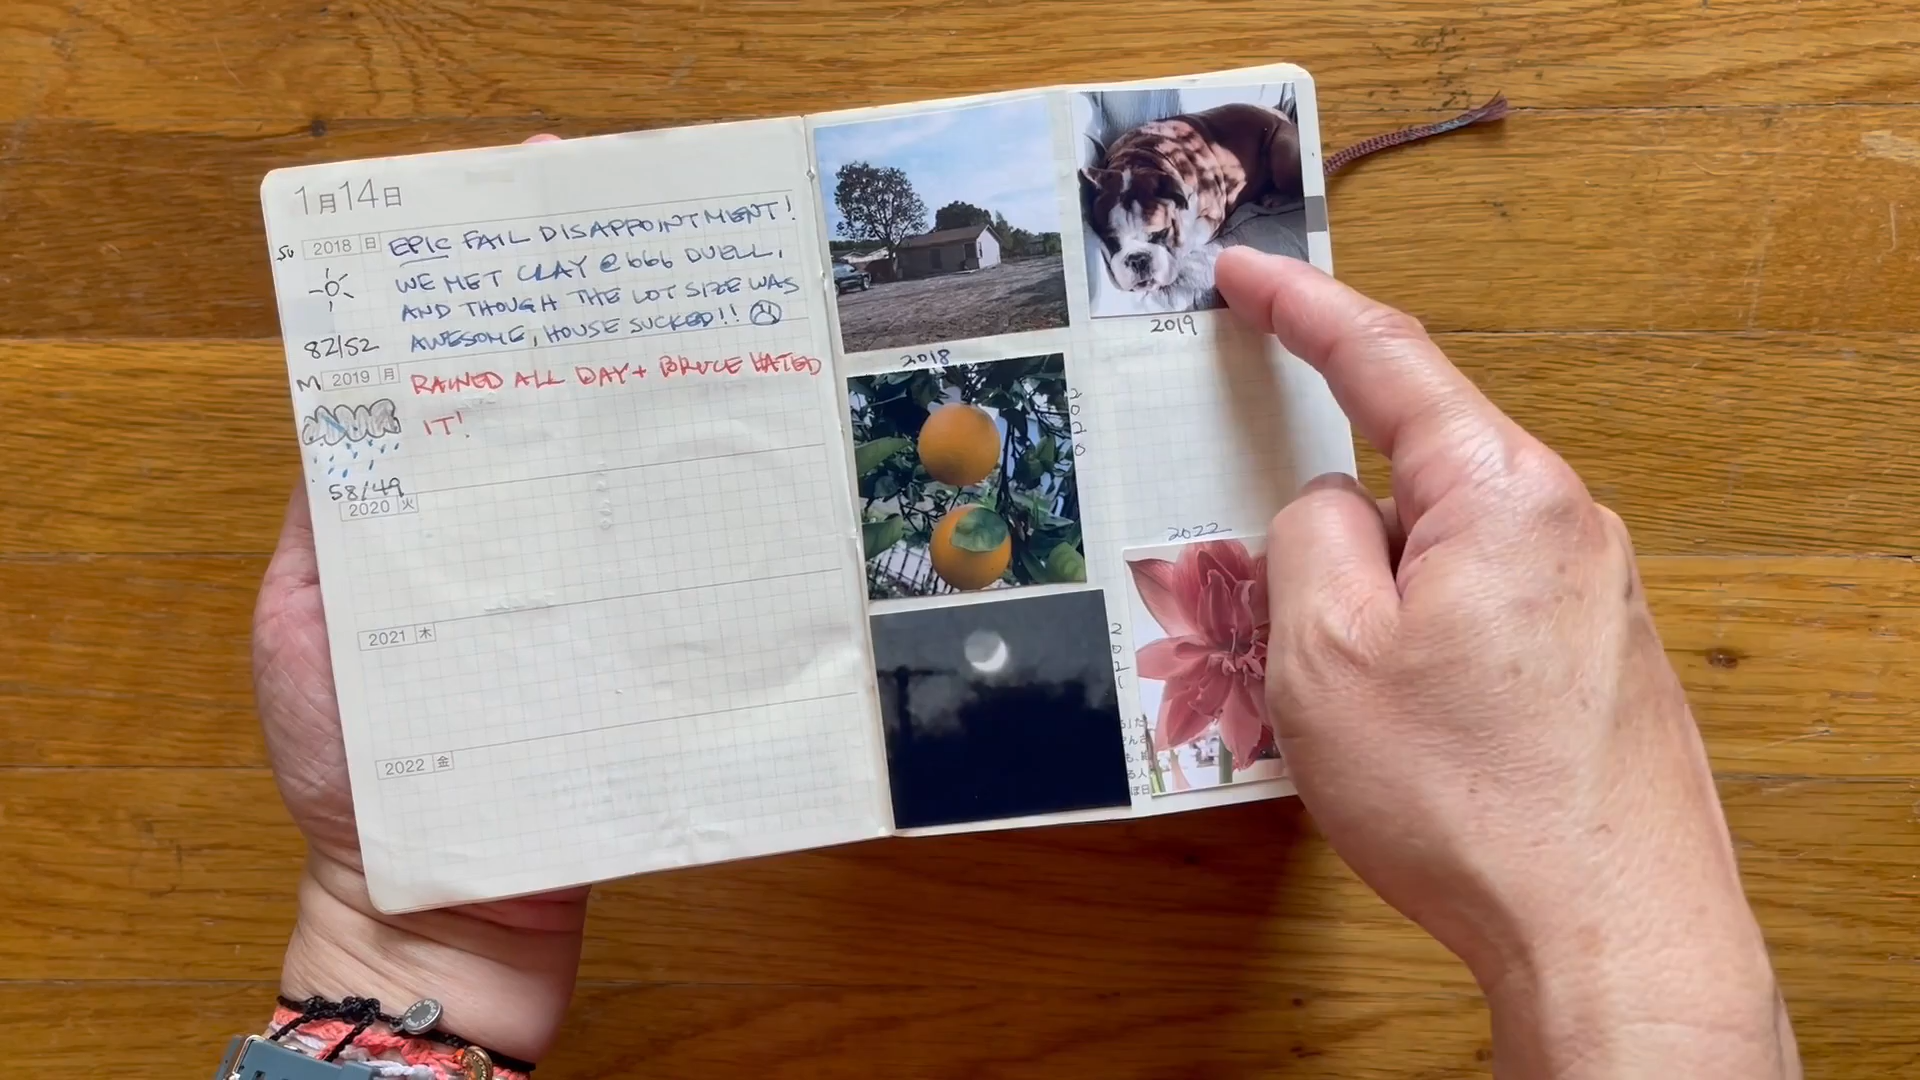 1月14日
SU 2018 日 EPIC FAIL DISAPPOINTMENT!
WE MET CLAY @ 666 DUELL,
AND THOUGH THE LOT SIZE WAS
82/52 AWESOME, HOUSE SUCKED!!
M 2019 月 RAINED ALL DAY + BRUCE HATED
IT!
58/49
2020 火
2021 木
2022 金
2018
2019
2020
2022
2021